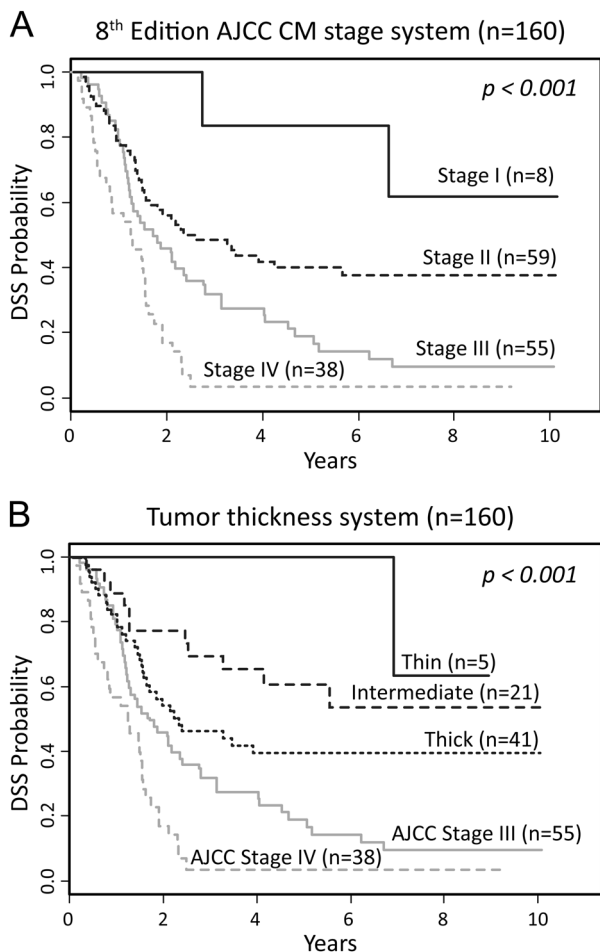 A
8th Edition AJCC CM stage system (n=160)
p < 0.001
DSS Probability
1.0
0.8
0.6
0.4
0.2
0.0
Stage I (n=8)
Stage II (n=59)
Stage III (n=55)
Stage IV (n=38)
0 2 4 6 8 10
Years
B
Tumor thickness system (n=160)
p < 0.001
DSS Probability
1.0
0.8
0.6
0.4
0.2
0.0
Thin (n=5)
Intermediate (n=21)
Thick (n=41)
AJCC Stage III (n=55)
AJCC Stage IV (n=38)
0 2 4 6 8 10
Years